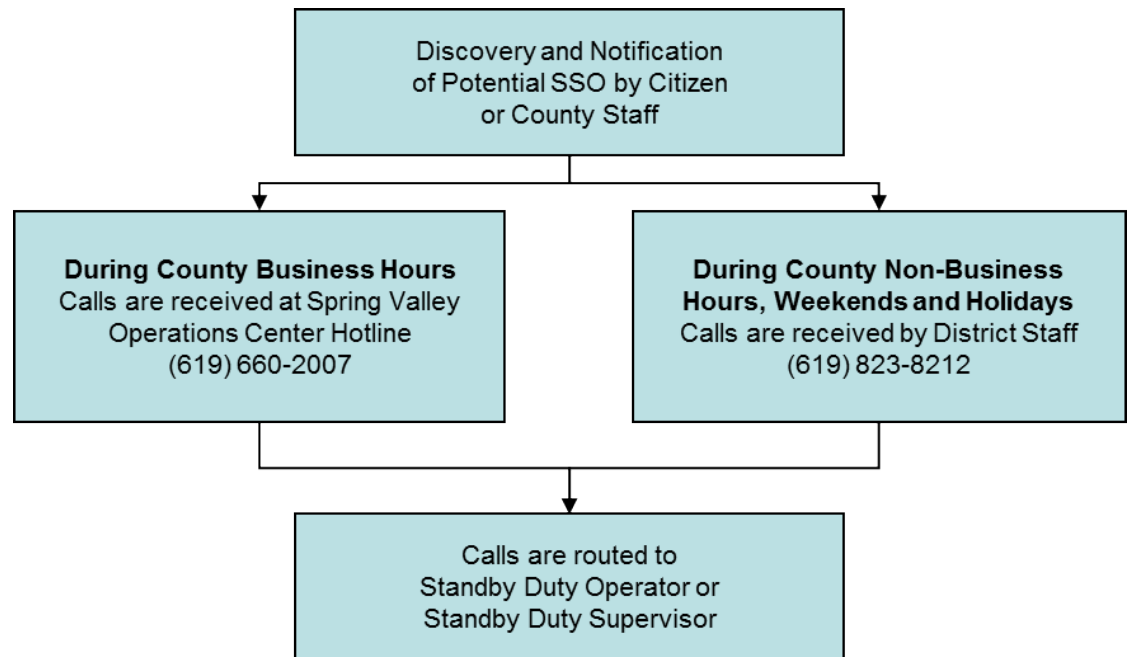 Discovery and Notification
of Potential SSO by Citizen
or County Staff
During County Business Hours
Calls are received at Spring Valley
Operations Center Hotline
(619) 660-2007
During County Non-Business
Hours, Weekends and Holidays
Calls are received by District Staff
(619) 823-8212
Calls are routed to
Standby Duty Operator or
Standby Duty Supervisor